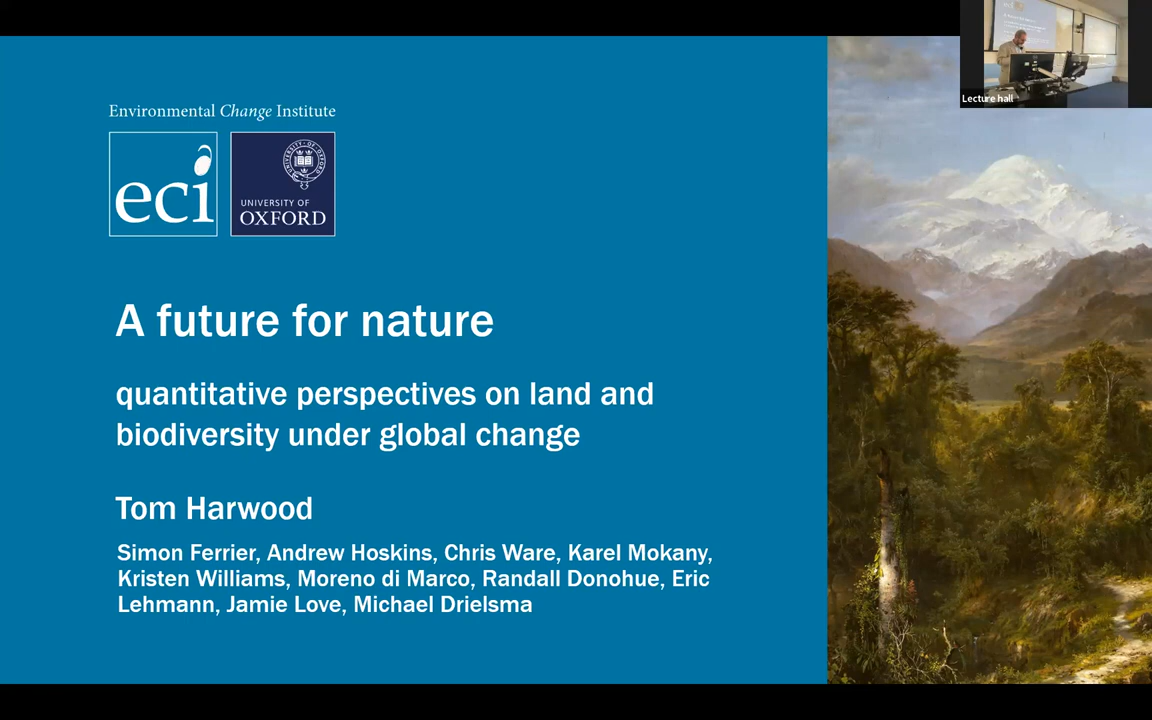 Environmental Change Institute
eci
UNIVERSITY OF
OXFORD
A future for nature
quantitative perspectives on land and
biodiversity under global change
Tom Harwood
Simon Ferrier, Andrew Hoskins, Chris Ware, Karel Mokany,
Kristen Williams, Moreno di Marco, Randall Donohue, Eric
Lehmann, Jamie Love, Michael Drielsma
Lecture hall